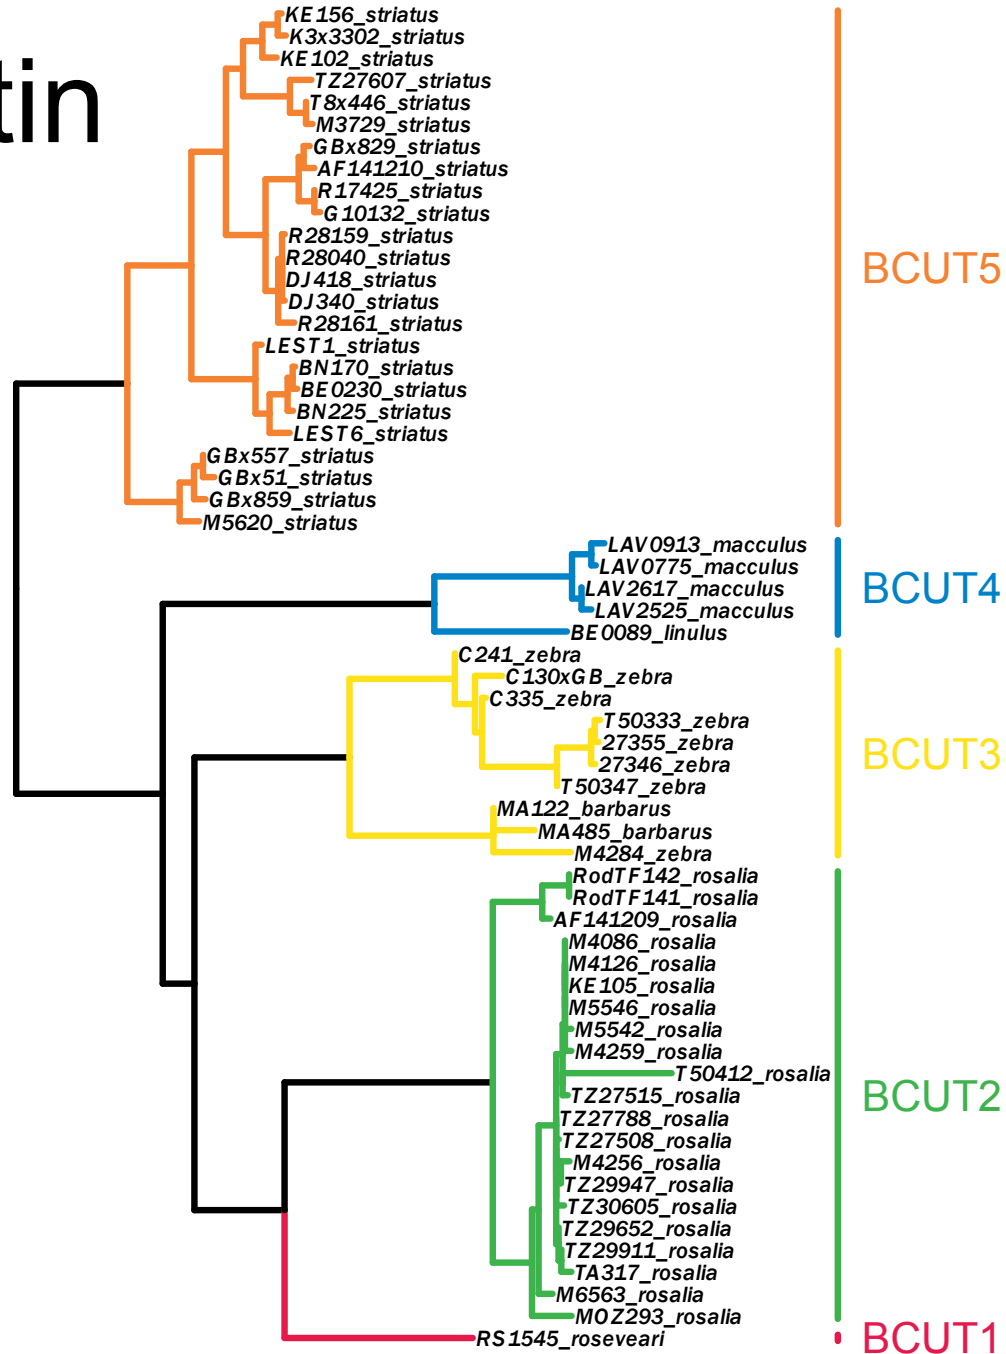 tin
KE156_striatus
K3x3302_striatus
KE102_striatus
TZ27607_striatus
T8x446_striatus
M3729_striatus
GBx829_striatus
AF141210_striatus
R17425_striatus
G10132_striatus
R28159_striatus
R28040_striatus
DJ418_striatus
DJ340_striatus
R28161_striatus
LEST1_striatus
BN170_striatus
BE0230_striatus
BN225_striatus
LEST6_striatus
GBx557_striatus
GBx51_striatus
GBx859_striatus
M5620_striatus
BCUT5
LAV0913_macculus
LAV0775_macculus
LAV2617_macculus
LAV2525_macculus
BE0089_linulus
BCUT4
C241_zebra
C130xGB_zebra
C335_zebra
T50333_zebra
27355_zebra
27346_zebra
T50347_zebra
MA122_barbarus
MA485_barbarus
M4284_zebra
BCUT3
RodTF142_rosalia
RodTF141_rosalia
AF141209_rosalia
M4086_rosalia
M4126_rosalia
KE105_rosalia
M5546_rosalia
M5542_rosalia
M4259_rosalia
T50412_rosalia
TZ27515_rosalia
TZ27788_rosalia
TZ27508_rosalia
M4256_rosalia
TZ29947_rosalia
TZ30605_rosalia
TZ29652_rosalia
TZ29911_rosalia
TA317_rosalia
M6563_rosalia
MOZ293_rosalia
BCUT2
RS1545_roseveari
BCUT1